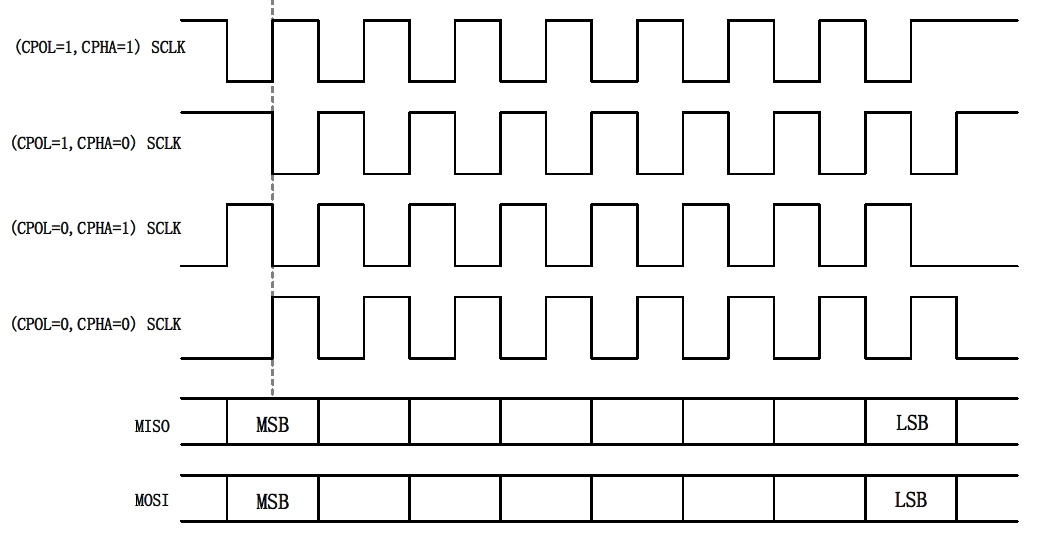 (CPOL=1,CPHA=1) SCLK
(CPOL=1,CPHA=0) SCLK
(CPOL=0,CPHA=1) SCLK
(CPOL=0,CPHA=0) SCLK
MISO MSB LSB
MOSI MSB LSB